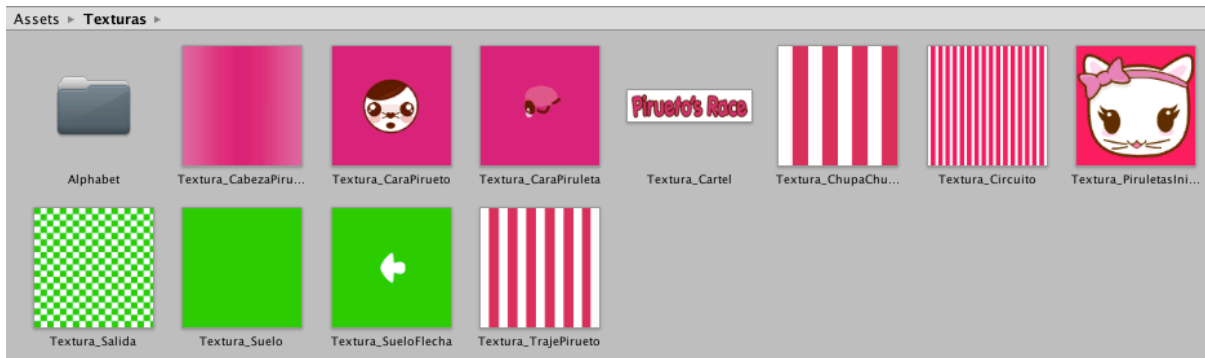 Assets ▸ Texturas ▸
Pirueto's Race
Alphabet
Textura_CabezaPiru...
Textura_CaraPirueto
Textura_CaraPiruleta
Textura_Cartel
Textura_ChupaChu...
Textura_Circuito
Textura_PiruletasIni...
Textura_Salida
Textura_Suelo
Textura_SueloFlecha
Textura_TrajePirueto